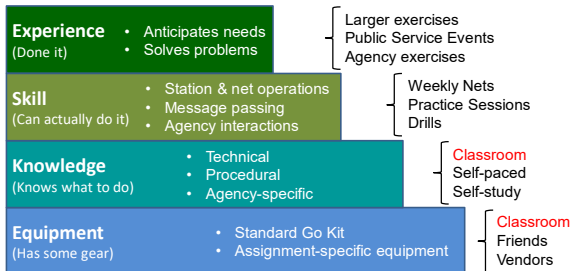 Experience
(Done it)
• Anticipates needs
• Solves problems
Larger exercises
Public Service Events
Agency exercises
Skill
(Can actually do it)
• Station & net operations
• Message passing
• Agency interactions
Weekly Nets
Practice Sessions
Drills
Knowledge
(Knows what to do)
• Technical
• Procedural
• Agency-specific
Classroom
Self-paced
Self-study
Equipment
(Has some gear)
• Standard Go Kit
• Assignment-specific equipment
Classroom
Friends
Vendors